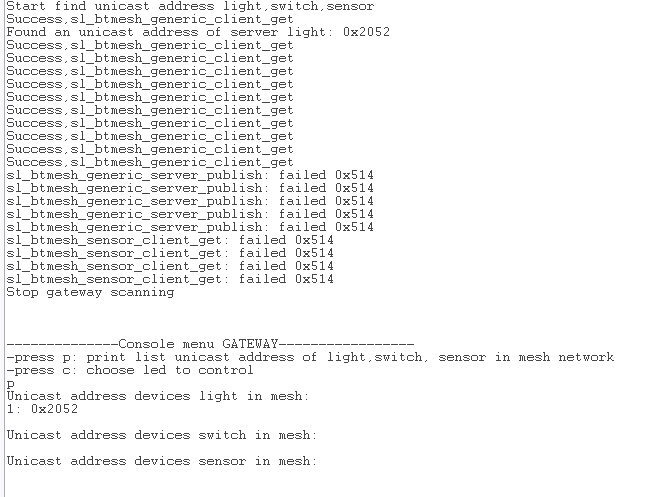 Start find unicast address light,switch,sensor
Success,sl_btmesh_generic_client_get
Found an unicast address of server light: 0x2052
Success,sl_btmesh_generic_client_get
Success,sl_btmesh_generic_client_get
Success,sl_btmesh_generic_client_get
Success,sl_btmesh_generic_client_get
Success,sl_btmesh_generic_client_get
Success,sl_btmesh_generic_client_get
Success,sl_btmesh_generic_client_get
Success,sl_btmesh_generic_client_get
Success,sl_btmesh_generic_client_get
Success,sl_btmesh_generic_client_get
sl_btmesh_generic_server_publish: failed 0x514
sl_btmesh_generic_server_publish: failed 0x514
sl_btmesh_generic_server_publish: failed 0x514
sl_btmesh_generic_server_publish: failed 0x514
sl_btmesh_generic_server_publish: failed 0x514
sl_btmesh_sensor_client_get: failed 0x514
sl_btmesh_sensor_client_get: failed 0x514
sl_btmesh_sensor_client_get: failed 0x514
sl_btmesh_sensor_client_get: failed 0x514
Stop gateway scanning
--------------Console menu GATEWAY-----------------
-press p: print list unicast address of light,switch, sensor in mesh network
-press c: choose led to control
p
Unicast address devices light in mesh:
1: 0x2052
Unicast address devices switch in mesh:
Unicast address devices sensor in mesh: